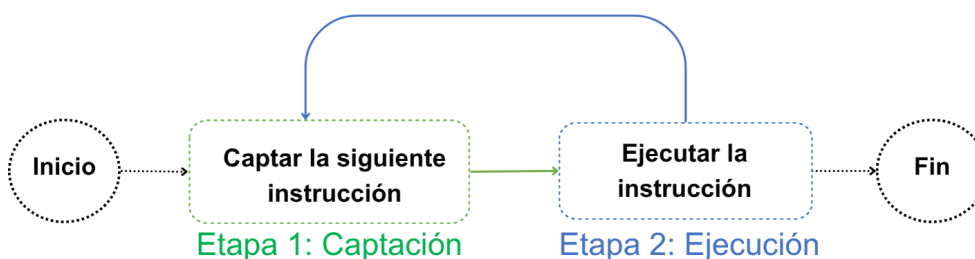 Inicio
Captar la siguiente
instrucción
Ejecutar la
instrucción
Fin
Etapa 1: Captación
Etapa 2: Ejecución